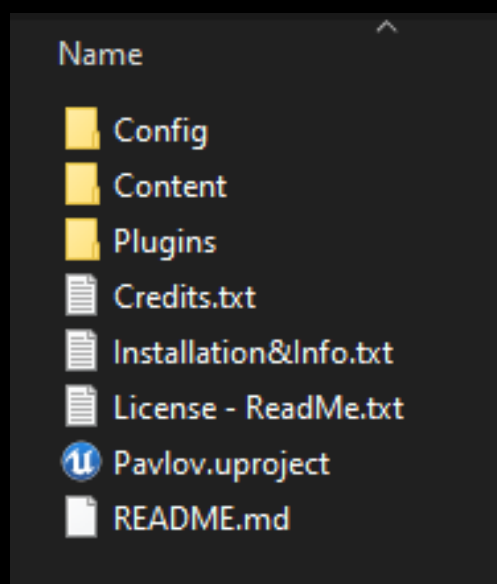 Name
Config
Content
Plugins
Credits.txt
Installation&Info.txt
License - ReadMe.txt
Pavlov.uproject
README.md